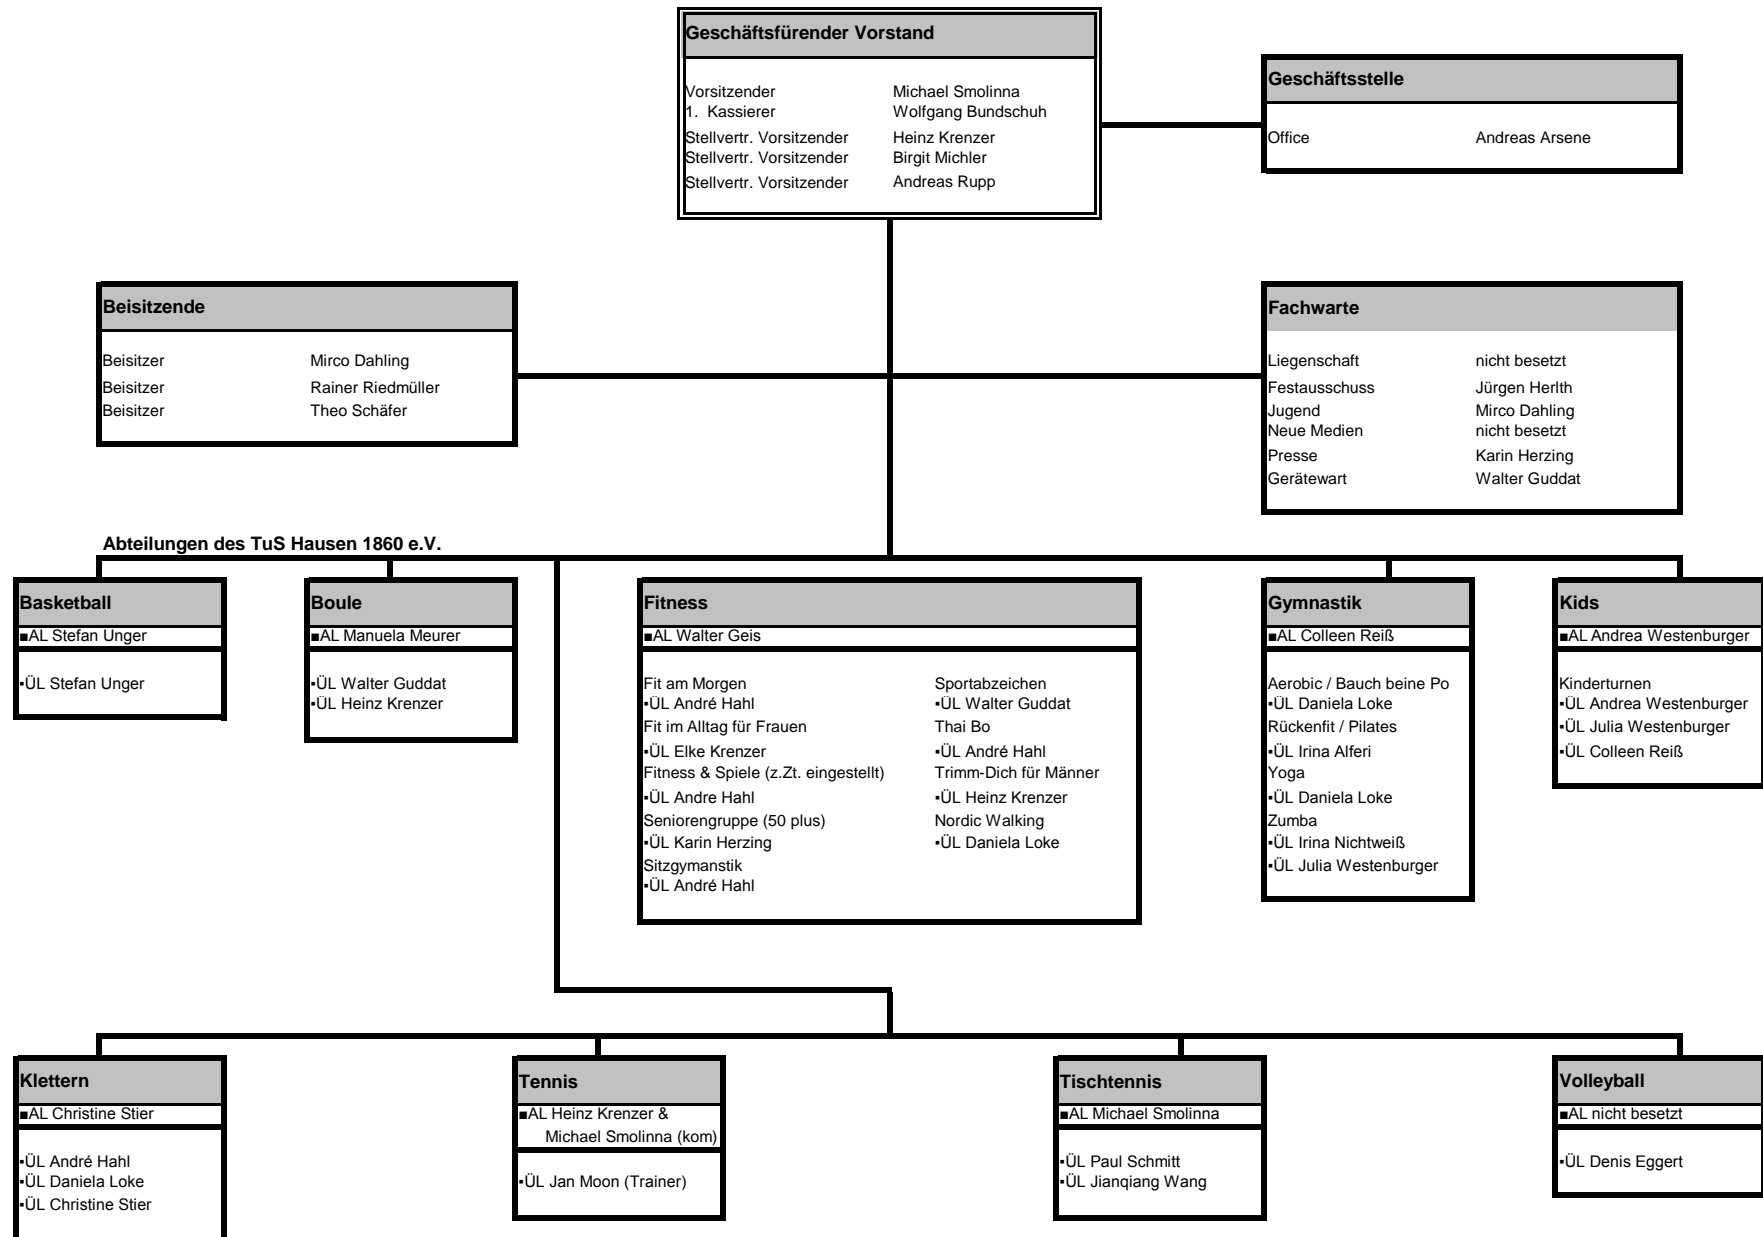 Geschäftsfürender Vorstand
Vorsitzender Michael Smolinna
1. Kassierer Wolfgang Bundschuh
Stellvertr. Vorsitzender Heinz Krenzer
Stellvertr. Vorsitzender Birgit Michler
Stellvertr. Vorsitzender Andreas Rupp
Geschäftsstelle
Office Andreas Arsene
Beisitzende
Beisitzer Mirco Dahling
Beisitzer Rainer Riedmüller
Beisitzer Theo Schäfer
Fachwarte
Liegenschaft nicht besetzt
Festausschuss Jürgen Herlth
Jugend Mirco Dahling
Neue Medien nicht besetzt
Presse Karin Herzing
Gerätewart Walter Guddat
Abteilungen des TuS Hausen 1860 e.V.
Basketball
■AL Stefan Unger
▪ÜL Stefan Unger
Boule
■AL Manuela Meurer
▪ÜL Walter Guddat
▪ÜL Heinz Krenzer
Fitness
■AL Walter Geis
Fit am Morgen
▪ÜL André Hahl
Fit im Alltag für Frauen
▪ÜL Elke Krenzer
Fitness & Spiele (z.Zt. eingestellt)
▪ÜL Andre Hahl
Seniorengruppe (50 plus)
▪ÜL Karin Herzing
Sitzgymanstik
▪ÜL André Hahl
Sportabzeichen
▪ÜL Walter Guddat
Thai Bo
▪ÜL André Hahl
Trimm-Dich für Männer
▪ÜL Heinz Krenzer
Nordic Walking
▪ÜL Daniela Loke
Gymnastik
■AL Colleen Reiß
Aerobic / Bauch beine Po
▪ÜL Daniela Loke
Rückenfit / Pilates
▪ÜL Irina Alferi
Yoga
▪ÜL Daniela Loke
Zumba
▪ÜL Irina Nichtweiß
▪ÜL Julia Westenburger
Kids
■AL Andrea Westenburger
Kinderturnen
▪ÜL Andrea Westenburger
▪ÜL Julia Westenburger
▪ÜL Colleen Reiß
Klettern
■AL Christine Stier
▪ÜL André Hahl
▪ÜL Daniela Loke
▪ÜL Christine Stier
Tennis
■AL Heinz Krenzer &
Michael Smolinna (kom)
▪ÜL Jan Moon (Trainer)
Tischtennis
■AL Michael Smolinna
▪ÜL Paul Schmitt
▪ÜL Jianqiang Wang
Volleyball
■AL nicht besetzt
▪ÜL Denis Eggert